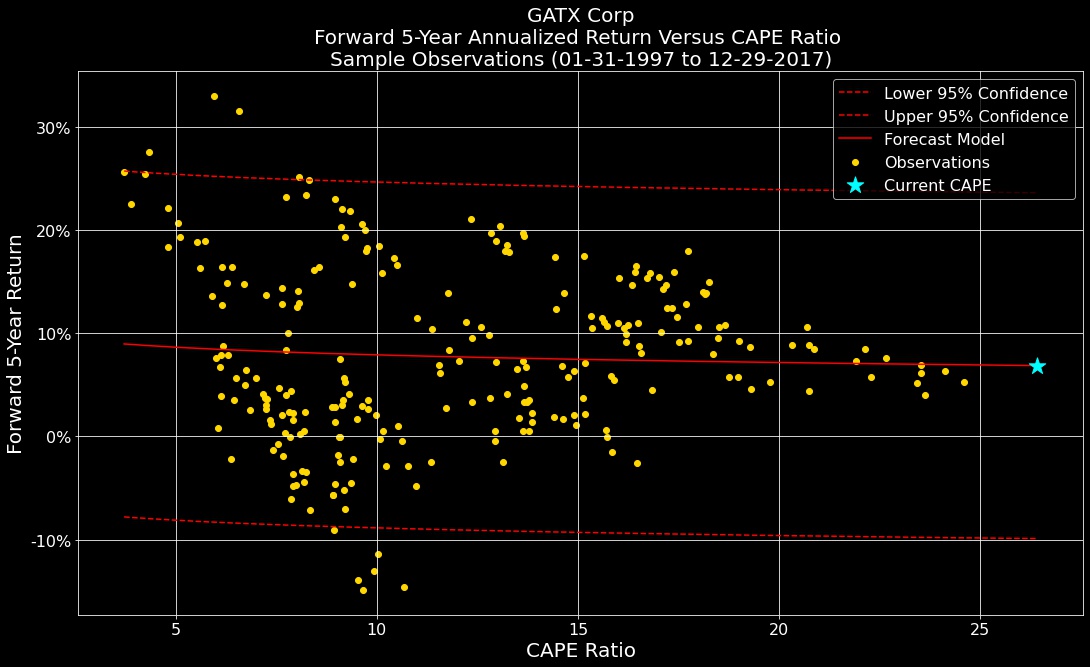 GATX Corp
Forward 5-Year Annualized Return Versus CAPE Ratio
Sample Observations (01-31-1997 to 12-29-2017)
Lower 95% Confidence
Upper 95% Confidence
Forecast Model
Observations
Current CAPE
Forward 5-Year Return
30%
20%
10%
0%
-10%
5
10
15
20
25
CAPE Ratio